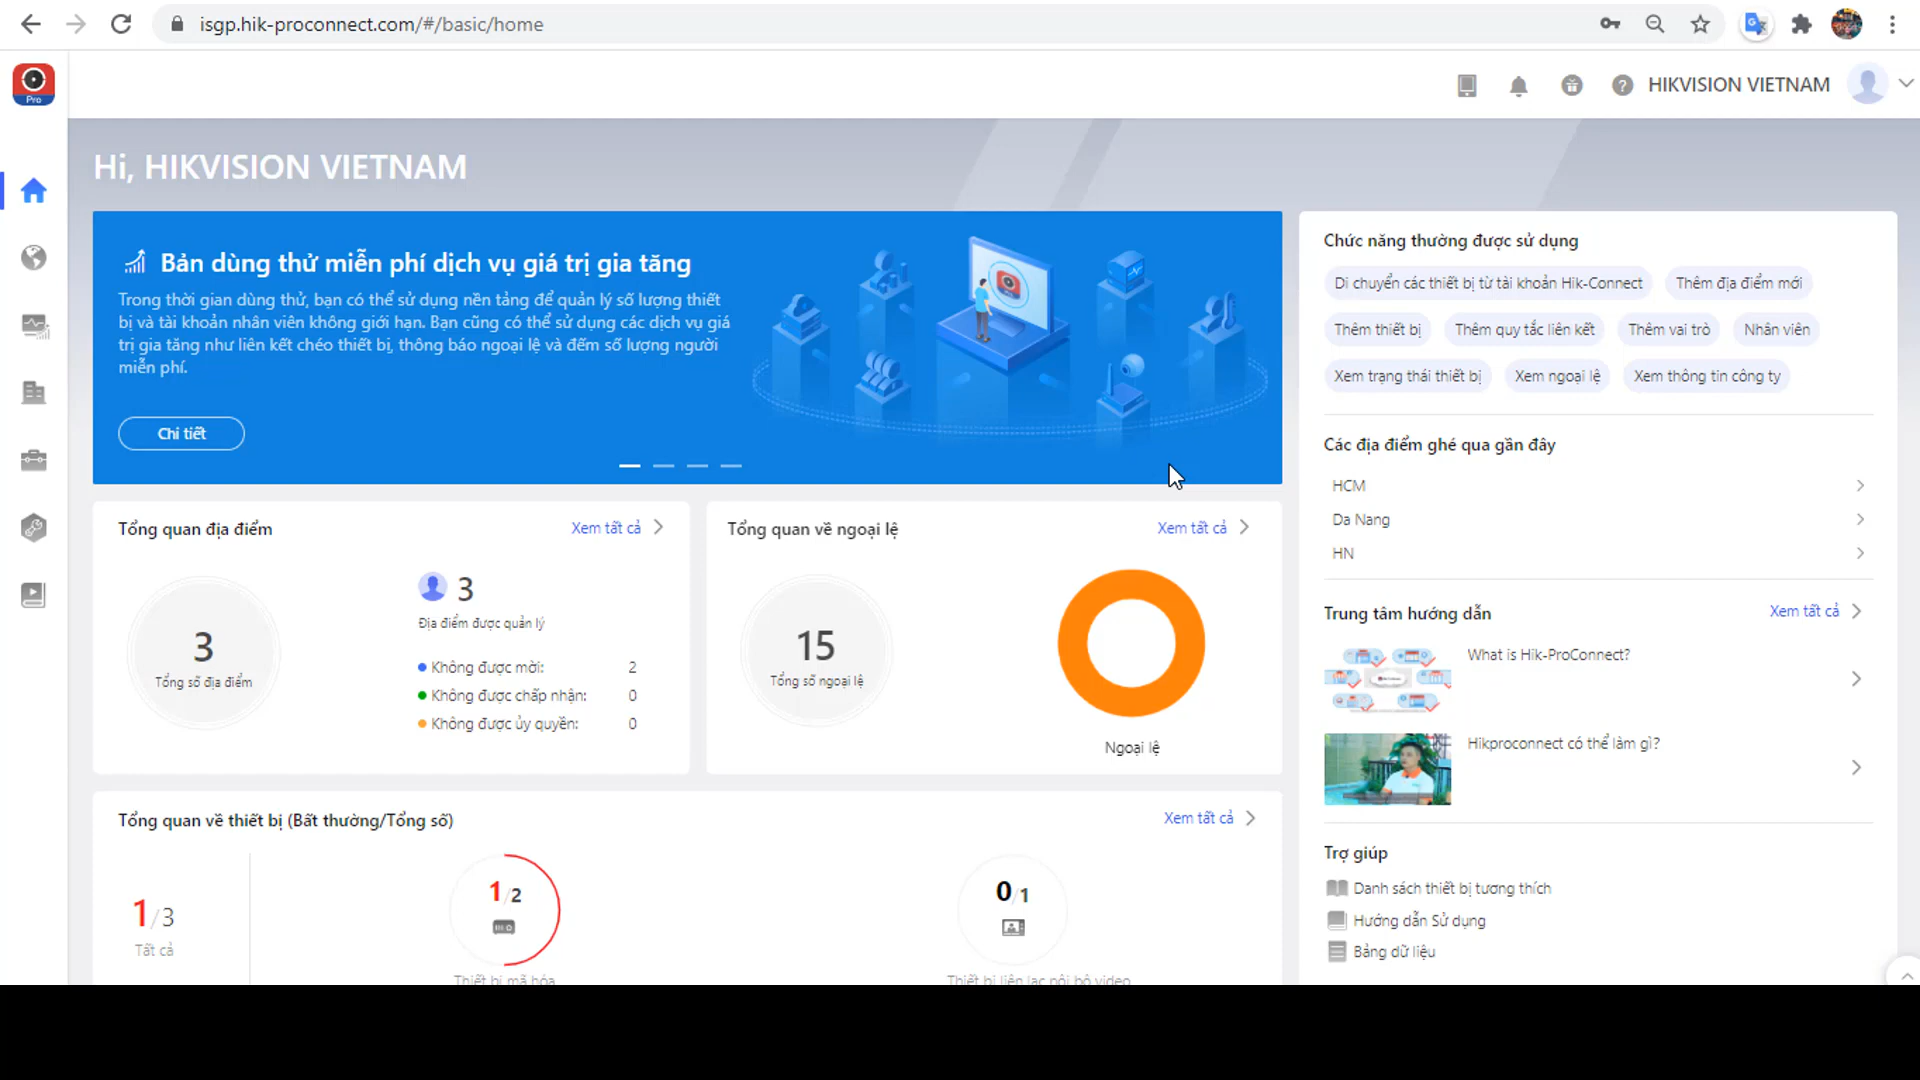 isgp.hik-proconnect.com/#/basic/home
Pro
HIKVISION VIETNAM
Hi, HIKVISION VIETNAM
Bản dùng thử miễn phí dịch vụ giá trị gia tăng
Trong thời gian dùng thử, bạn có thể sử dụng nền tảng để quản lý số lượng thiết
bị và tài khoản nhân viên không giới hạn. Bạn cũng có thể sử dụng các dịch vụ giá
trị gia tăng như liên kết chéo thiết bị, thông báo ngoại lệ và đếm số lượng người
miễn phí.
Chi tiết
Tổng quan địa điểm
Xem tất cả
3
Tổng số địa điểm
3
Địa điểm được quản lý
Không được mời: 2
Không được chấp nhận: 0
Không được ủy quyền: 0
Tổng quan về ngoại lệ
Xem tất cả
15
Tổng số ngoại lệ
Ngoại lệ
Tổng quan về thiết bị (Bất thường/Tổng số)
Xem tất cả
1/3
Tất cả
1/2
Thiết bị mã hóa
0/1
Thiết bị liên lạc nội bộ video
Chức năng thường được sử dụng
Di chuyển các thiết bị từ tài khoản Hik-Connect
Thêm địa điểm mới
Thêm thiết bị
Thêm quy tắc liên kết
Thêm vai trò
Nhân viên
Xem trạng thái thiết bị
Xem ngoại lệ
Xem thông tin công ty
Các địa điểm ghé qua gần đây
HCM
Da Nang
HN
Trung tâm hướng dẫn
Xem tất cả
What is Hik-ProConnect?
Hikproconnect có thể làm gì?
Trợ giúp
Danh sách thiết bị tương thích
Hướng dẫn Sử dụng
Bảng dữ liệu